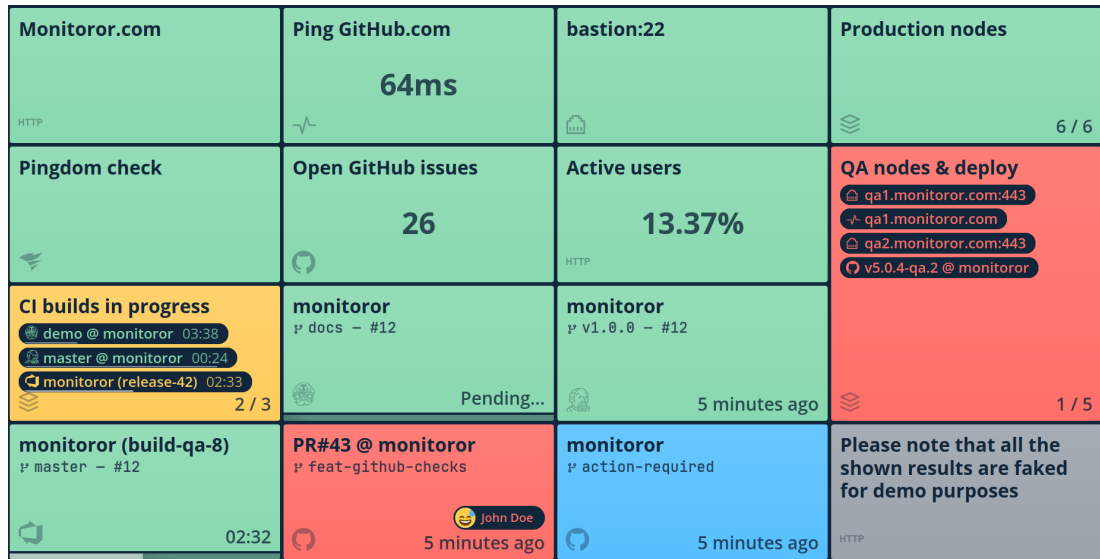 Monitoror.com
HTTP
Ping GitHub.com
64ms
bastion:22
Production nodes
6 / 6
Pingdom check
Open GitHub issues
26
Active users
13.37%
HTTP
QA nodes & deploy
qa1.monitoror.com:443
qa1.monitoror.com
qa2.monitoror.com:443
v5.0.4-qa.2 @ monitoror
1 / 5
CI builds in progress
demo @ monitoror 03:38
master @ monitoror 00:24
monitoror (release-42) 02:33
2 / 3
monitoror
docs — #12
Pending...
monitoror
v1.0.0 — #12
5 minutes ago
monitoror (build-qa-8)
master — #12
02:32
PR#43 @ monitoror
feat-github-checks
John Doe
5 minutes ago
monitoror
action-required
5 minutes ago
Please note that all the
shown results are faked
for demo purposes
HTTP